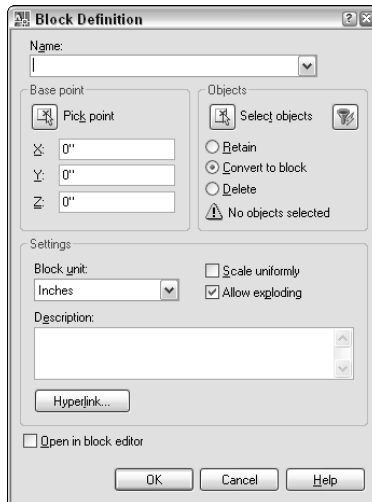 Block Definition
Name:
Base point
Pick point
X: 0"
Y: 0"
Z: 0"
Objects
Select objects
Retain
Convert to block
Delete
No objects selected
Settings
Block unit:
Inches
Scale uniformly
Allow exploding
Description:
Hyperlink...
Open in block editor
OK Cancel Help